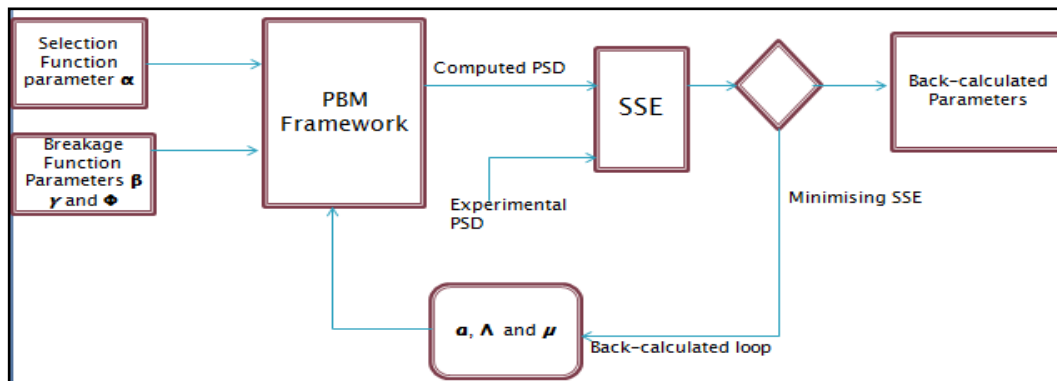 Selection
Function
parameter α
Breakage
Function
Parameters β
γ and Φ
PBM
Framework
Computed PSD
Experimental
PSD
SSE
Back-calculated
Parameters
Minimising SSE
a, Λ and μ
Back-calculated loop